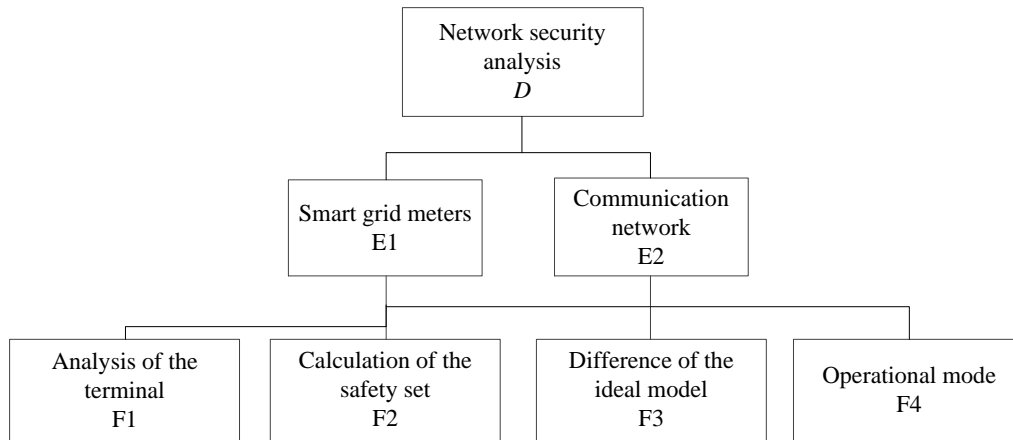 Network security
analysis
D
Smart grid meters
E1
Communication
network
E2
Analysis of the
terminal
F1
Calculation of the
safety set
F2
Difference of the
ideal model
F3
Operational mode
F4